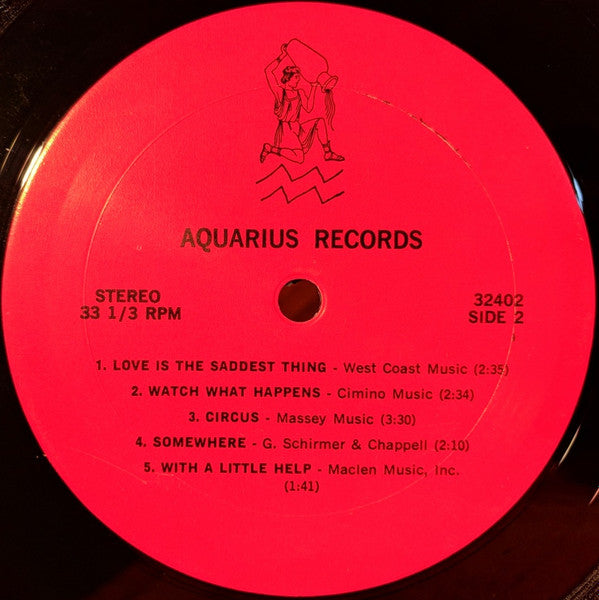 AQUARIUS RECORDS
STEREO
33 1/3 RPM
32402
SIDE 2
1. LOVE IS THE SADDEST THING - West Coast Music (2:35)
2. WATCH WHAT HAPPENS - Cimino Music (2:34)
3. CIRCUS - Massey Music (3:30)
4. SOMEWHERE - G. Schirmer & Chappell (2:10)
5. WITH A LITTLE HELP - Maclen Music, Inc.
(1:41)